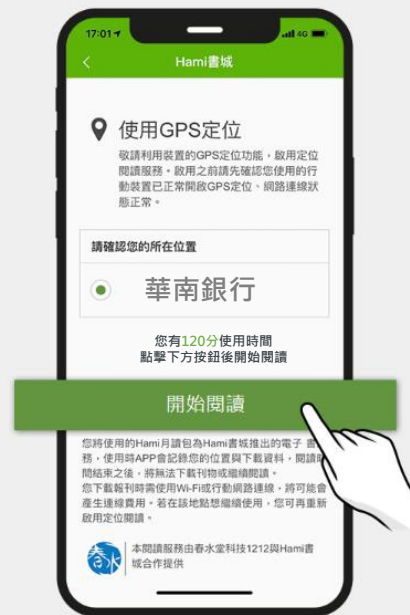 17:01
4G
Hami書城
使用GPS定位
敬請利用裝置的GPS定位功能，啟用定位
閱讀服務。啟用之前請先確認您使用的行
動裝置已正常開啟GPS定位、網路連線狀
態正常。
請確認您的所在位置
華南銀行
您有120分使用時間
點擊下方按鈕後開始閱讀
開始閱讀
您將使用的Hami月讀包為Hami書城推出的電子 書
務，使用時APP會記錄您的位置與下載資料，閱讀
間結束之後，將無法下載刊物或繼續閱讀。
您下載報刊時需使用Wi-Fi或行動網路連線，將可能會
產生連線費用。若在該地點想繼續使用，您可再重新
啟用定位閱讀。
春水
本閱讀服務由春水堂科技1212與Hami書
城合作提供